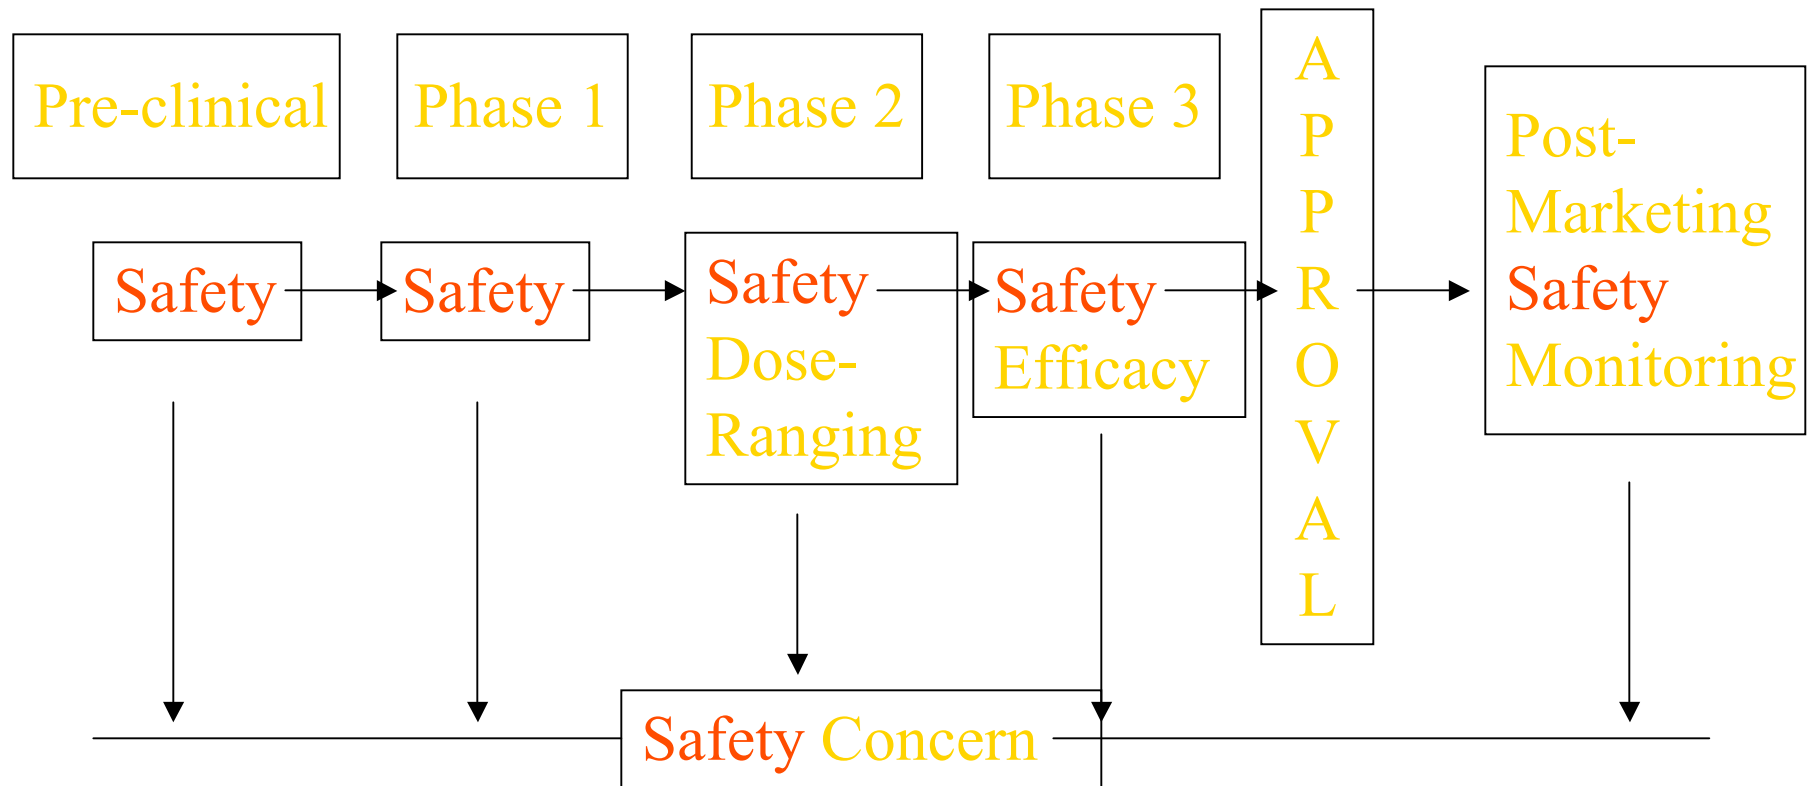 Pre-clinical
Phase 1
Phase 2
Phase 3
APPROVAL
Post-
Marketing
Safety
Monitoring
Safety
Safety
Safety
Dose-
Ranging
Safety
Efficacy
Safety Concern